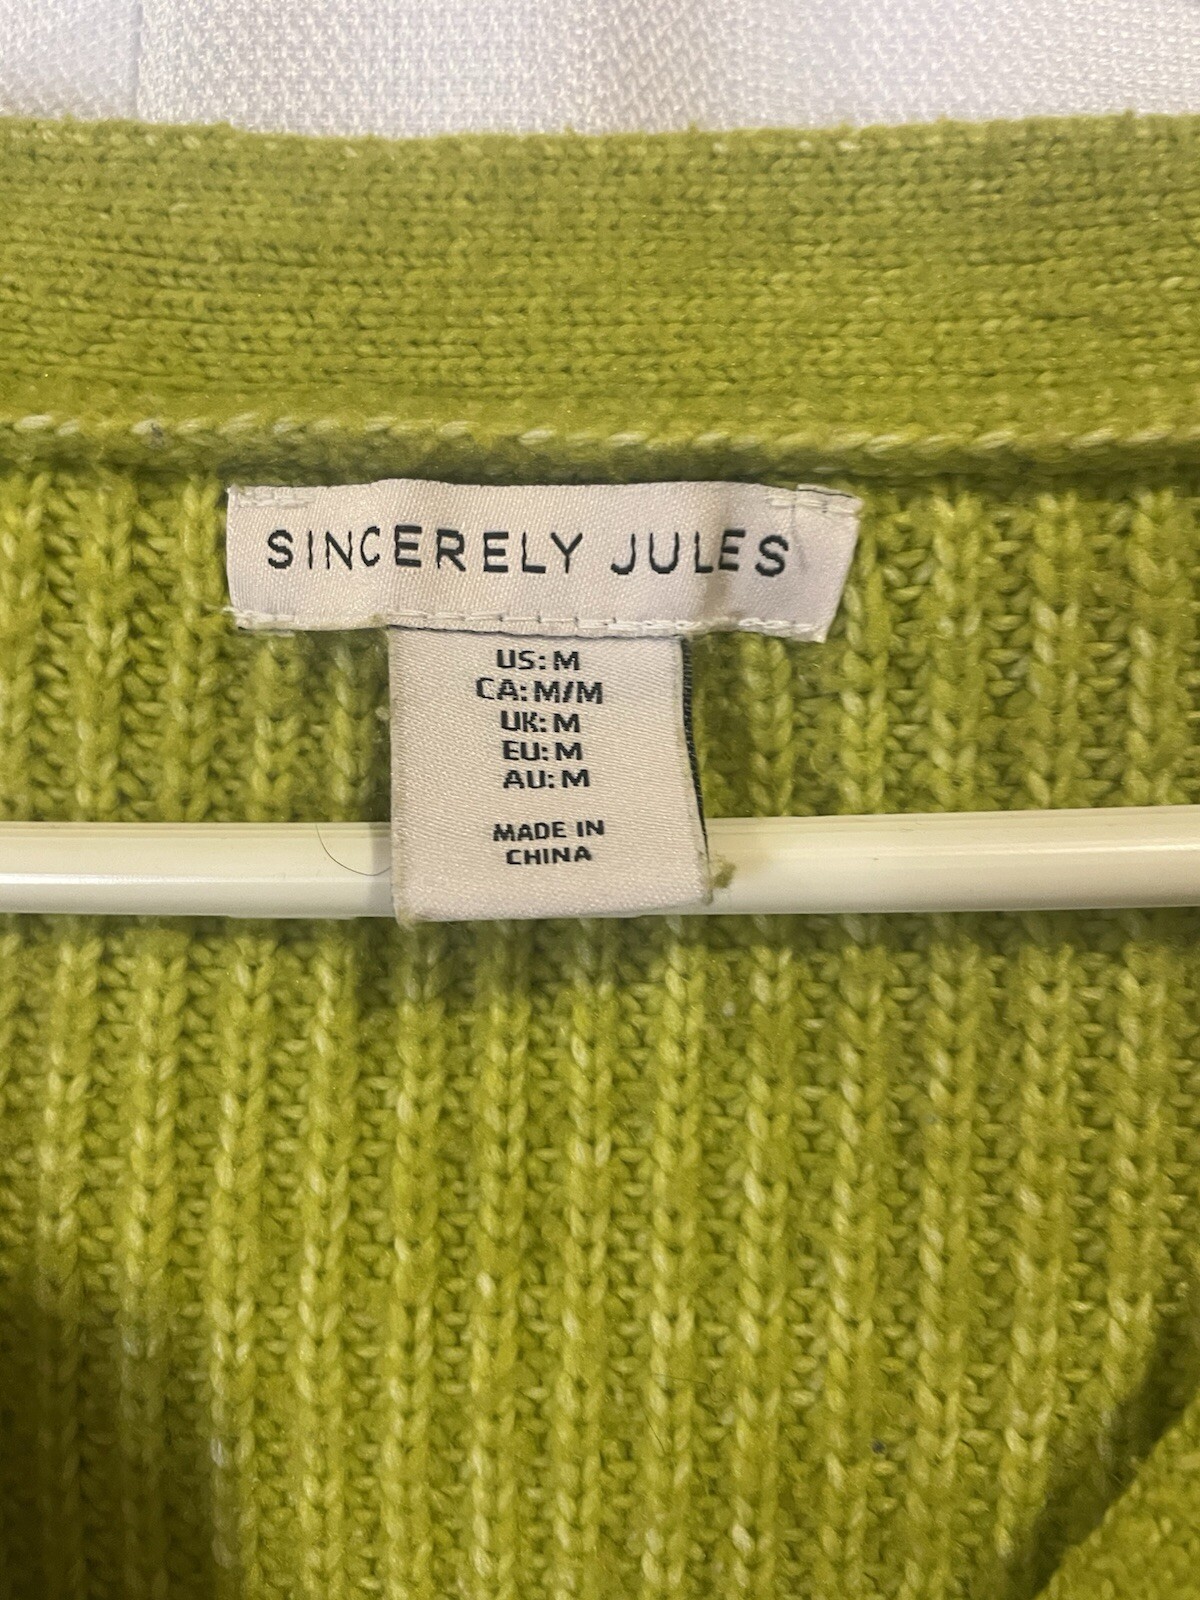 SINCERELY JULES
US: M
CA: M/M
UK: M
EU: M
AU: M
MADE IN
CHINA